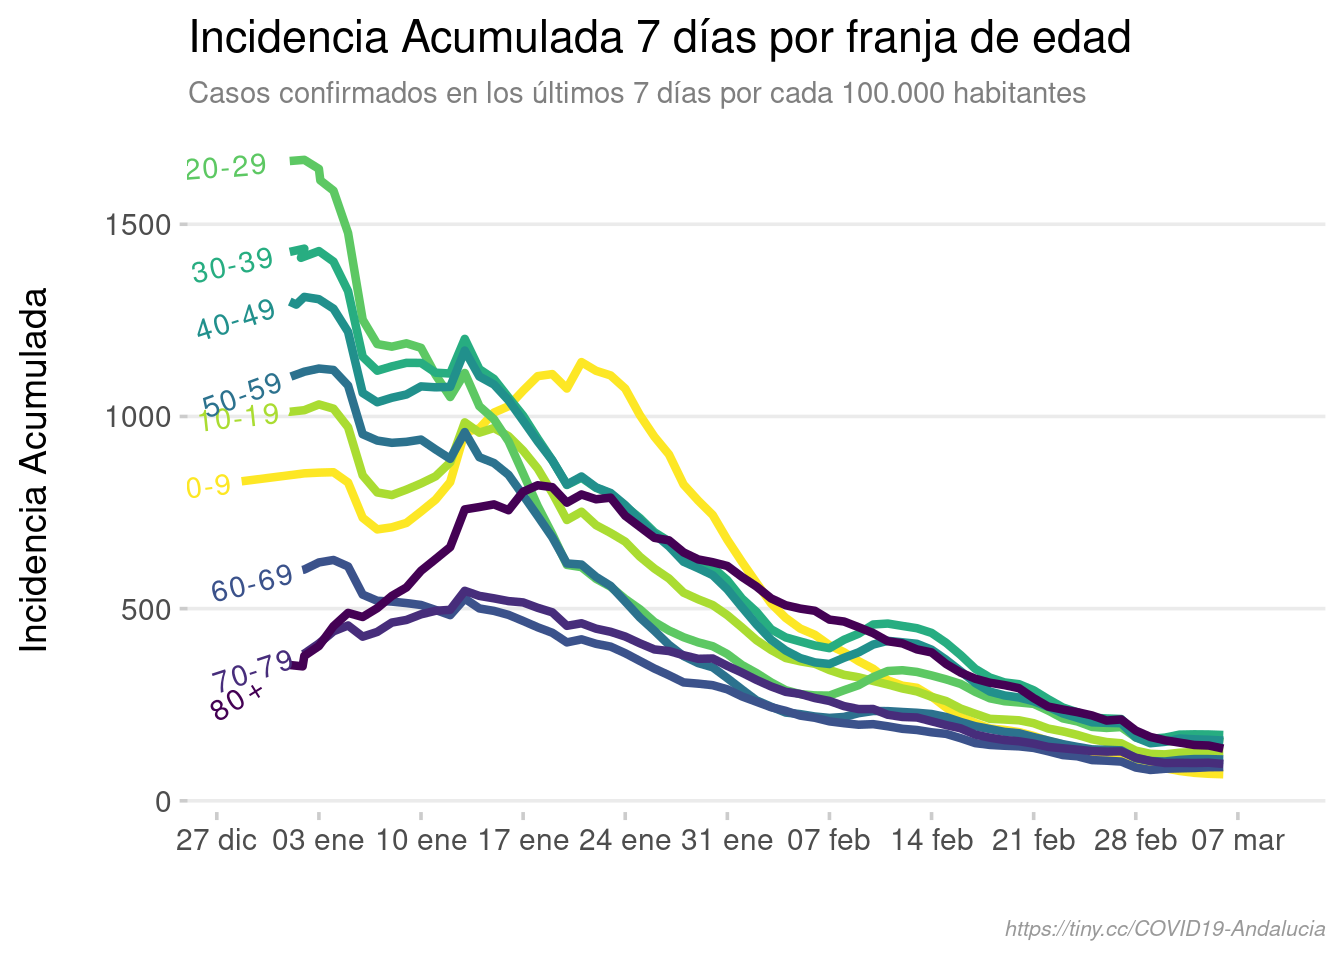 Incidencia Acumulada 7 días por franja de edad
Casos confirmados en los últimos 7 días por cada 100.000 habitantes
Incidencia Acumulada
1500
1000
500
0
20-29
30-39
40-49
50-59
10-19
0-9
60-69
70-79
80+
27 dic 03 ene 10 ene 17 ene 24 ene 31 ene 07 feb 14 feb 21 feb 28 feb 07 mar
https://tiny.cc/COVID19-Andalucia